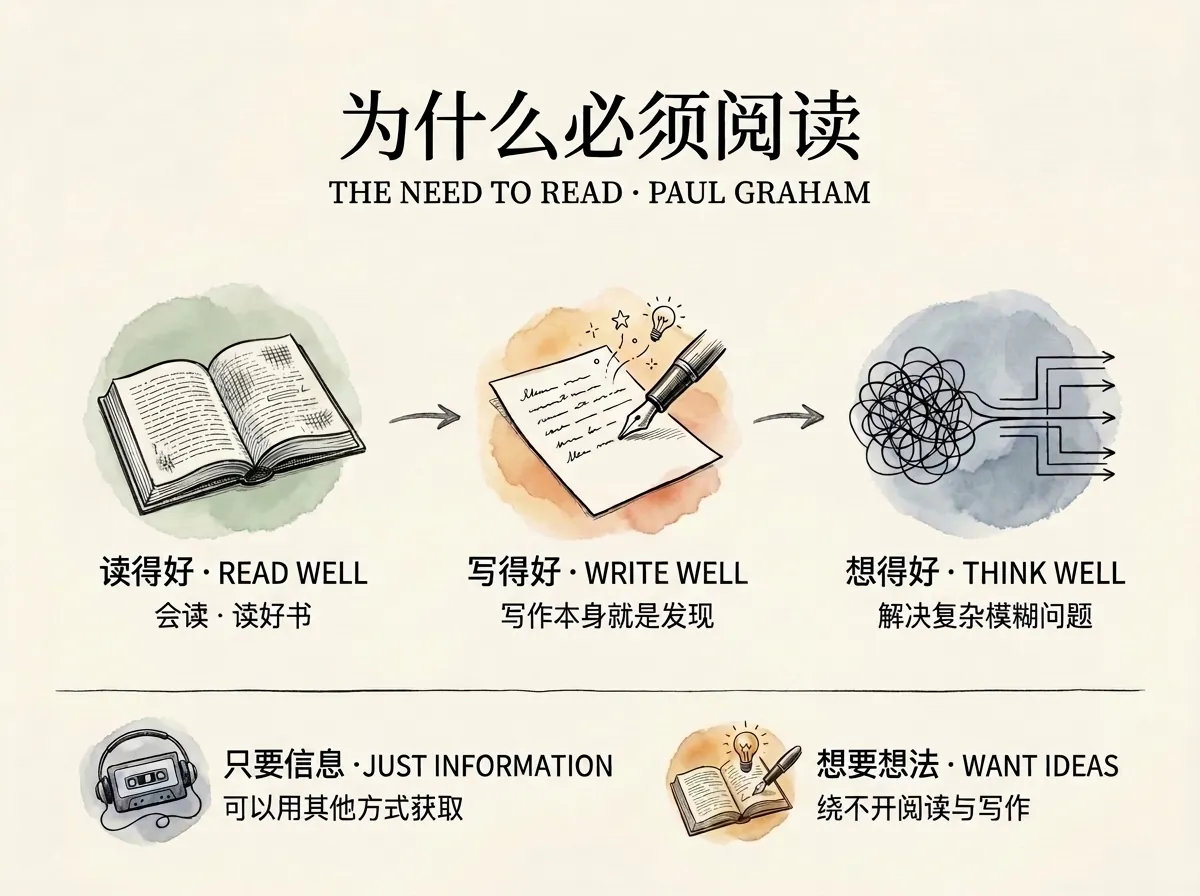 为什么必须阅读
THE NEED TO READ · PAUL GRAHAM
读得好 · READ WELL
会读 · 读好书
写得好 · WRITE WELL
写作本身就是发现
想得好 · THINK WELL
解决复杂模糊问题
只要信息 · JUST INFORMATION
可以用其他方式获取
想要想法 · WANT IDEAS
绕不开阅读与写作